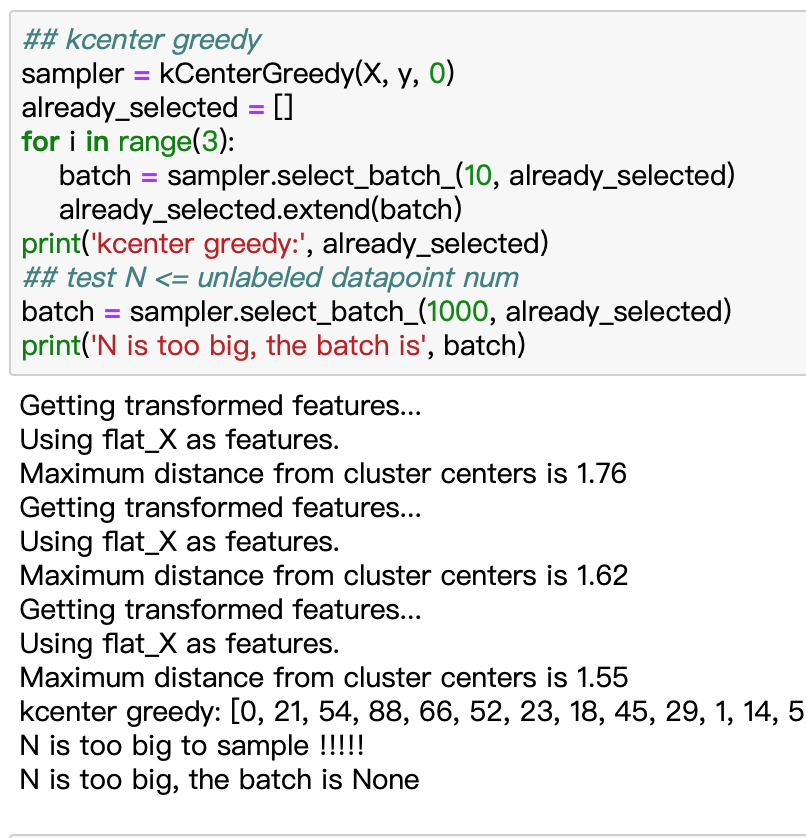 ## kcenter greedy
sampler = kCenterGreedy(X, y, 0)
already_selected = []
for i in range(3):
    batch = sampler.select_batch_(10, already_selected)
    already_selected.extend(batch)
print('kcenter greedy:', already_selected)
## test N <= unlabeled datapoint num
batch = sampler.select_batch_(1000, already_selected)
print('N is too big, the batch is', batch)
Getting transformed features...
Using flat_X as features.
Maximum distance from cluster centers is 1.76
Getting transformed features...
Using flat_X as features.
Maximum distance from cluster centers is 1.62
Getting transformed features...
Using flat_X as features.
Maximum distance from cluster centers is 1.55
kcenter greedy: [0, 21, 54, 88, 66, 52, 23, 18, 45, 29, 1, 14, 5
N is too big to sample !!!!!
N is too big, the batch is None